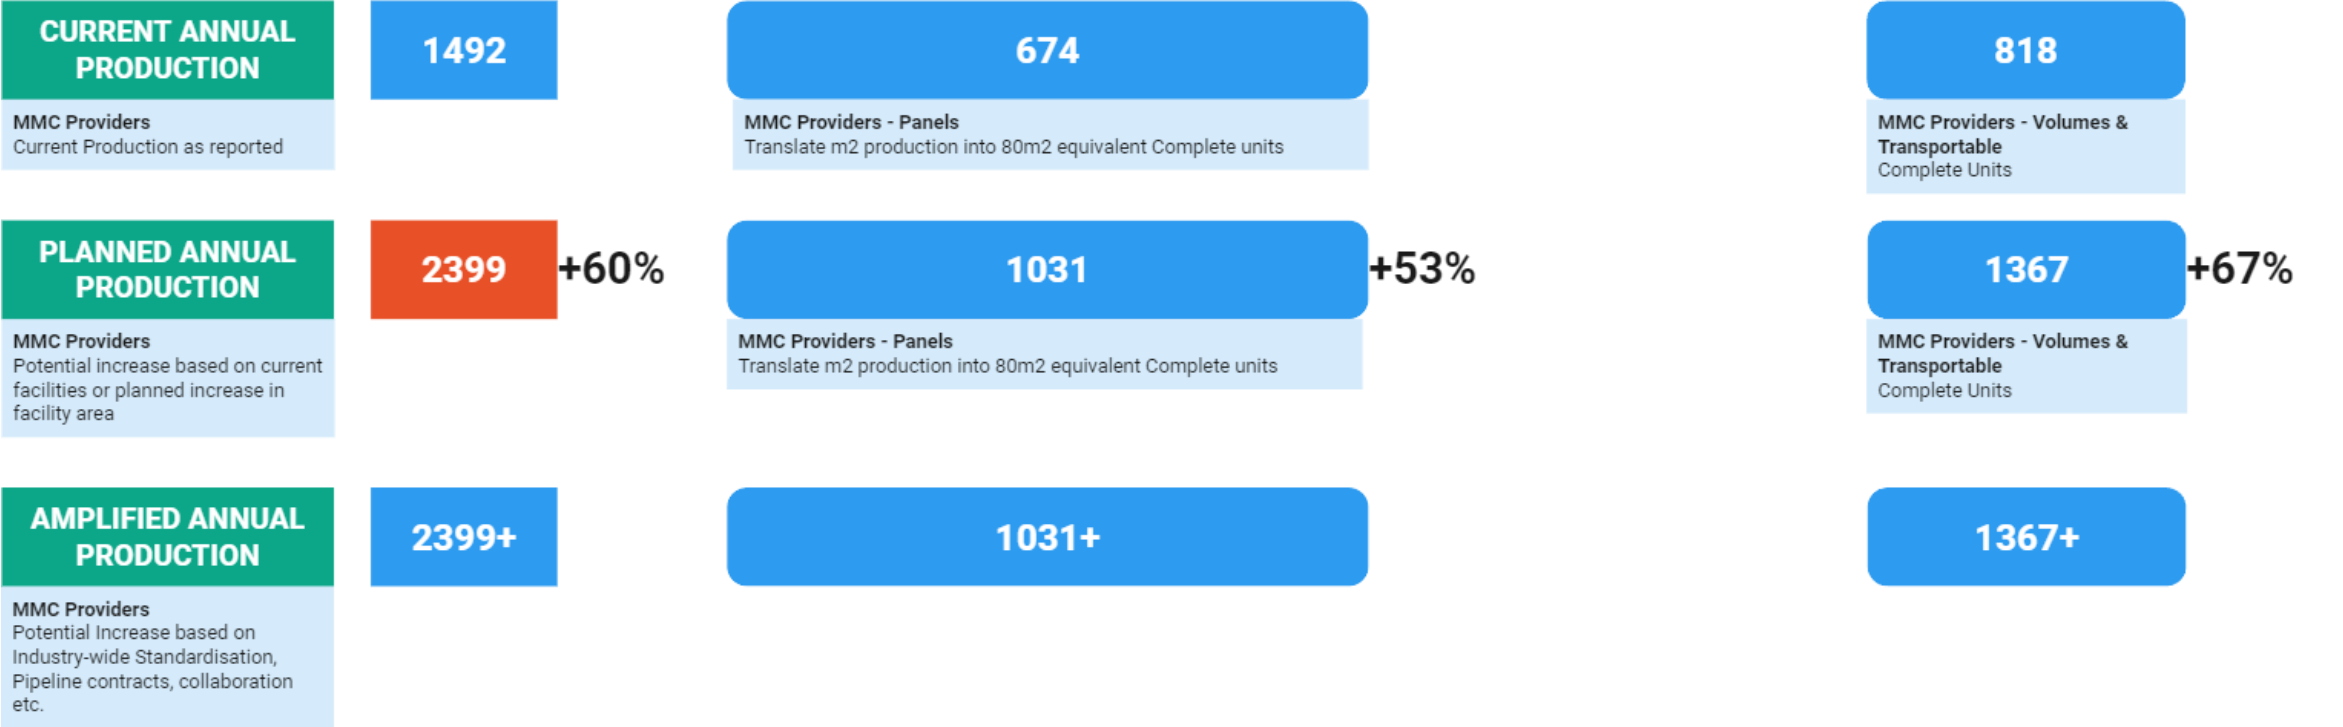 CURRENT ANNUAL
PRODUCTION
1492
674
818
MMC Providers
Current Production as reported
MMC Providers - Panels
Translate m2 production into 80m2 equivalent Complete units
MMC Providers - Volumes &
Transportable
Complete Units
PLANNED ANNUAL
PRODUCTION
2399
+60%
1031
+53%
1367
+67%
MMC Providers
Potential increase based on current
facilities or planned increase in
facility area
MMC Providers - Panels
Translate m2 production into 80m2 equivalent Complete units
MMC Providers - Volumes &
Transportable
Complete Units
AMPLIFIED ANNUAL
PRODUCTION
2399+
1031+
1367+
MMC Providers
Potential Increase based on
Industry-wide Standardisation,
Pipeline contracts, collaboration
etc.